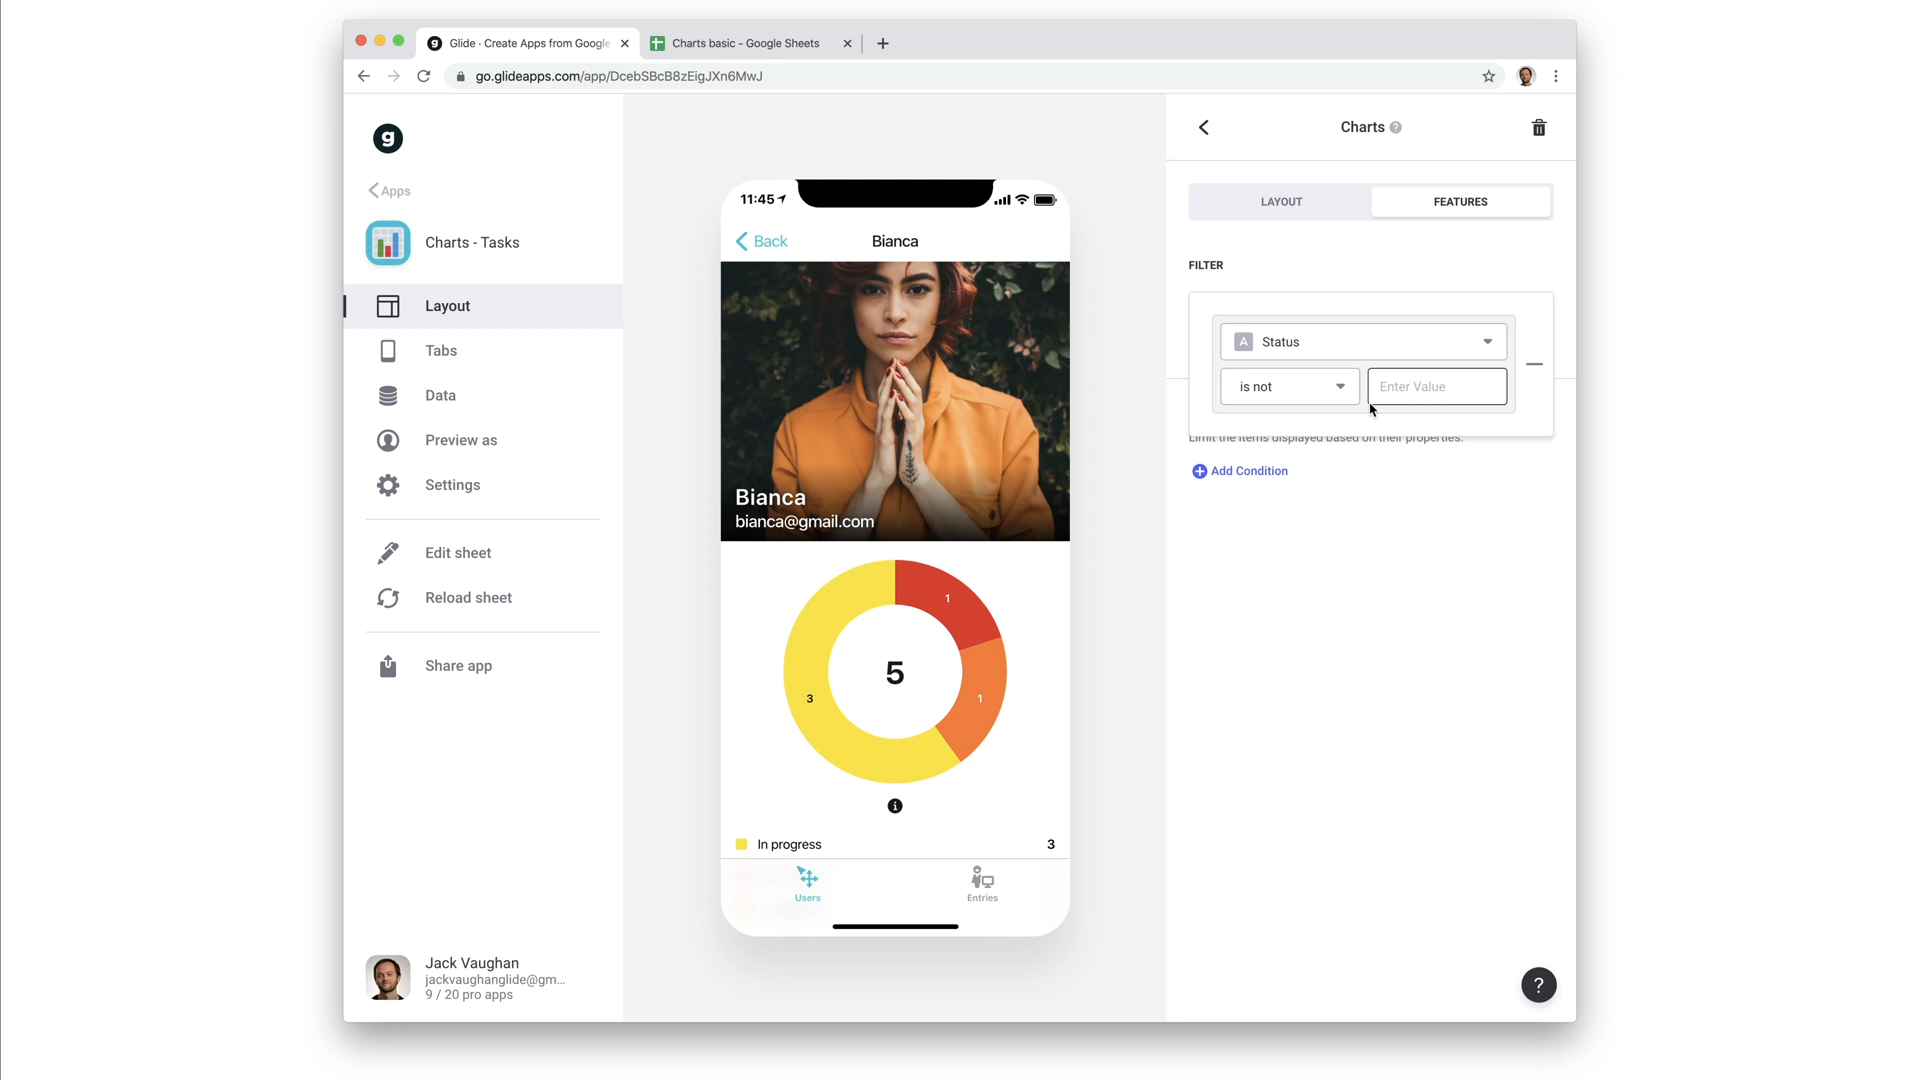 Glide · Create Apps from Google
Charts basic - Google Sheets
go.glideapps.com/app/DcebSBcB8zEigJXn6MwJ
g
Apps
Charts - Tasks
Layout
Tabs
Data
Preview as
Settings
Edit sheet
Reload sheet
Share app
Jack Vaughan
jackvaughanglide@gm...
9 / 20 pro apps
11:45
Back
Bianca
Bianca
bianca@gmail.com
1
5
3
1
In progress
3
Users
Entries
Charts
LAYOUT
FEATURES
FILTER
A Status
is not
Enter Value
Limit the items displayed based on their properties.
Add Condition
?